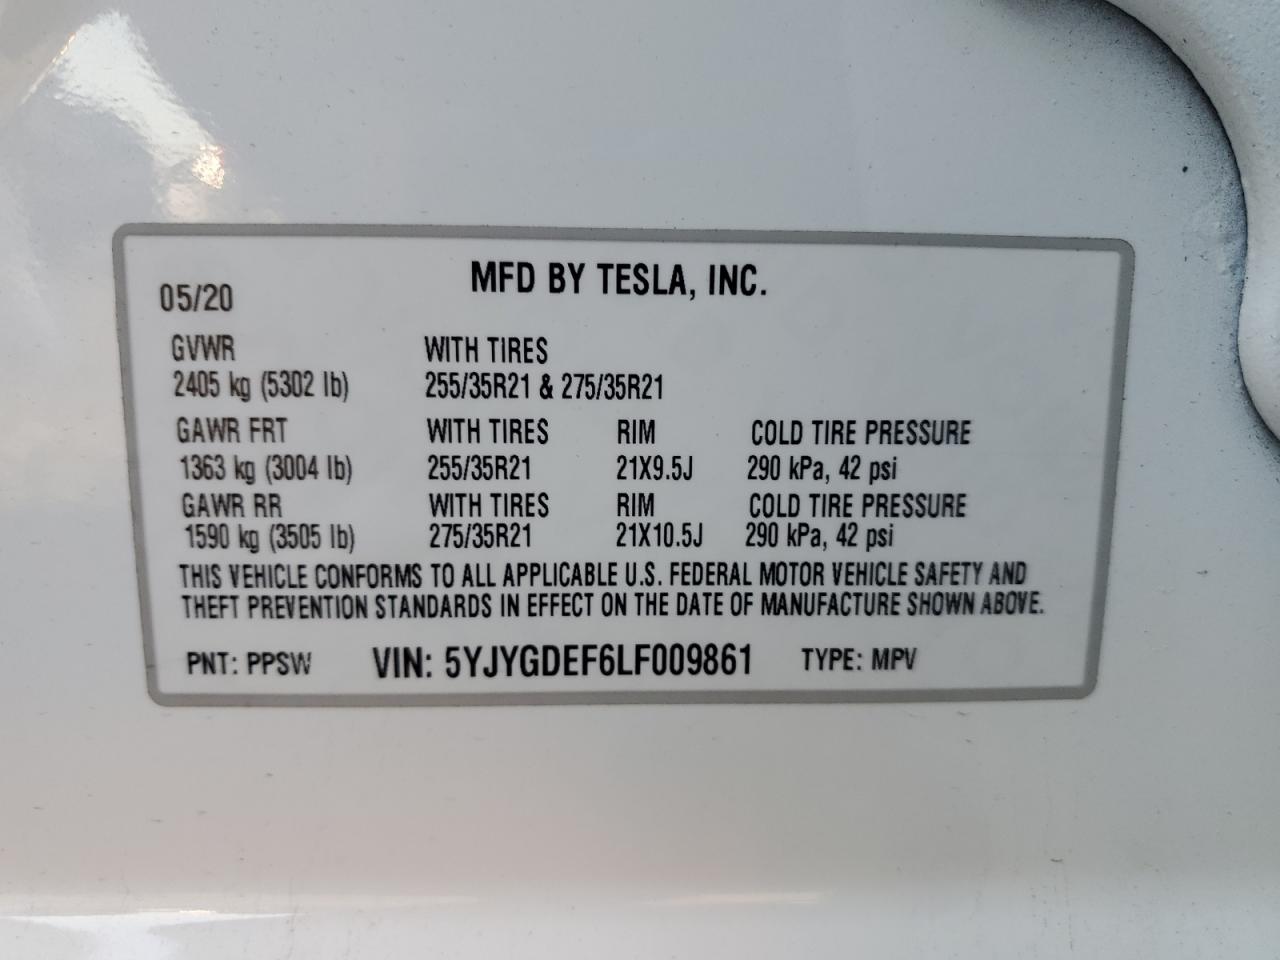 MFD BY TESLA, INC.
05/20
GVWR WITH TIRES
2405 kg (5302 lb) 255/35R21 & 275/35R21
GAWR FRT WITH TIRES RIM COLD TIRE PRESSURE
1363 kg (3004 lb) 255/35R21 21X9.5J 290 kPa, 42 psi
GAWR RR WITH TIRES RIM COLD TIRE PRESSURE
1590 kg (3505 lb) 275/35R21 21X10.5J 290 kPa, 42 psi
THIS VEHICLE CONFORMS TO ALL APPLICABLE U.S. FEDERAL MOTOR VEHICLE SAFETY AND
THEFT PREVENTION STANDARDS IN EFFECT ON THE DATE OF MANUFACTURE SHOWN ABOVE.
PNT: PPSW VIN: 5YJYGDEF6LF009861 TYPE: MPV